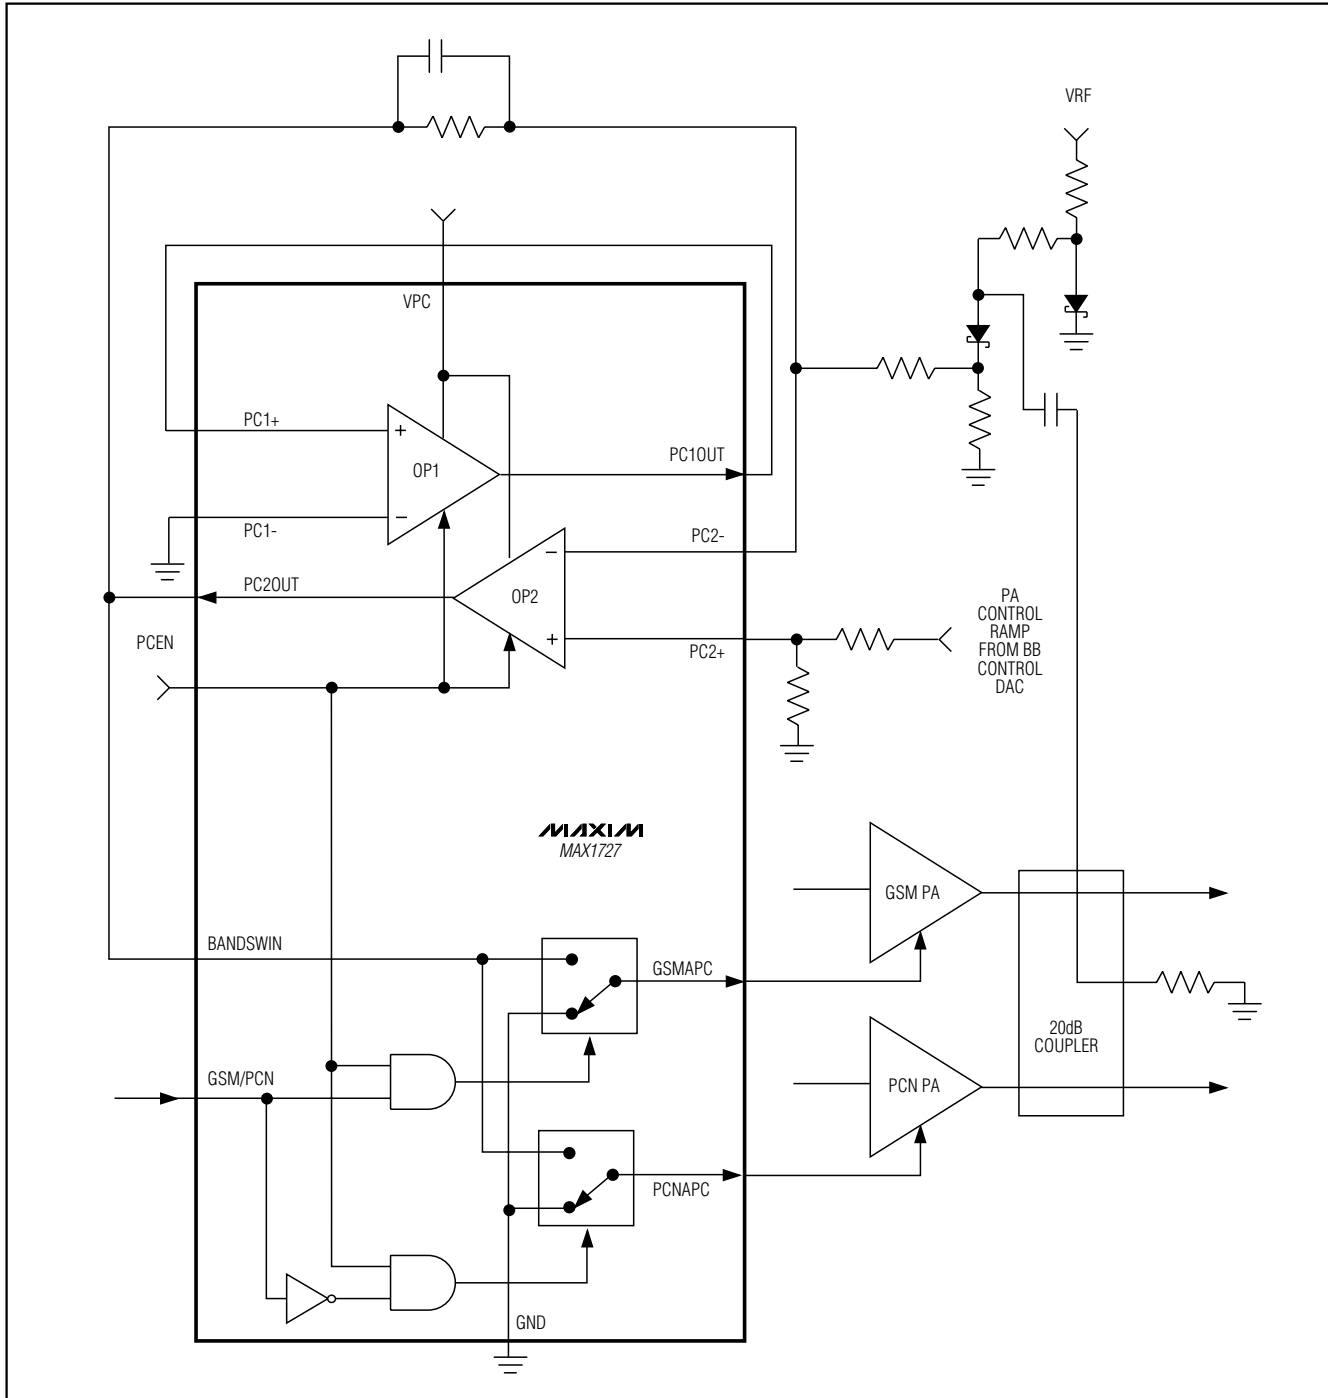 VRF
VPC
PC1+
+
OP1
PC1OUT
−
PC1-
PC2-
−
PC2OUT
OP2
PCEN
+
PC2+
PA
CONTROL
RAMP
FROM BB
CONTROL
DAC
MAXIM
MAX1727
GSM PA
BANDSWIN
GSMAPC
20dB
COUPLER
GSM/PCN
PCN PA
PCNAPC
GND